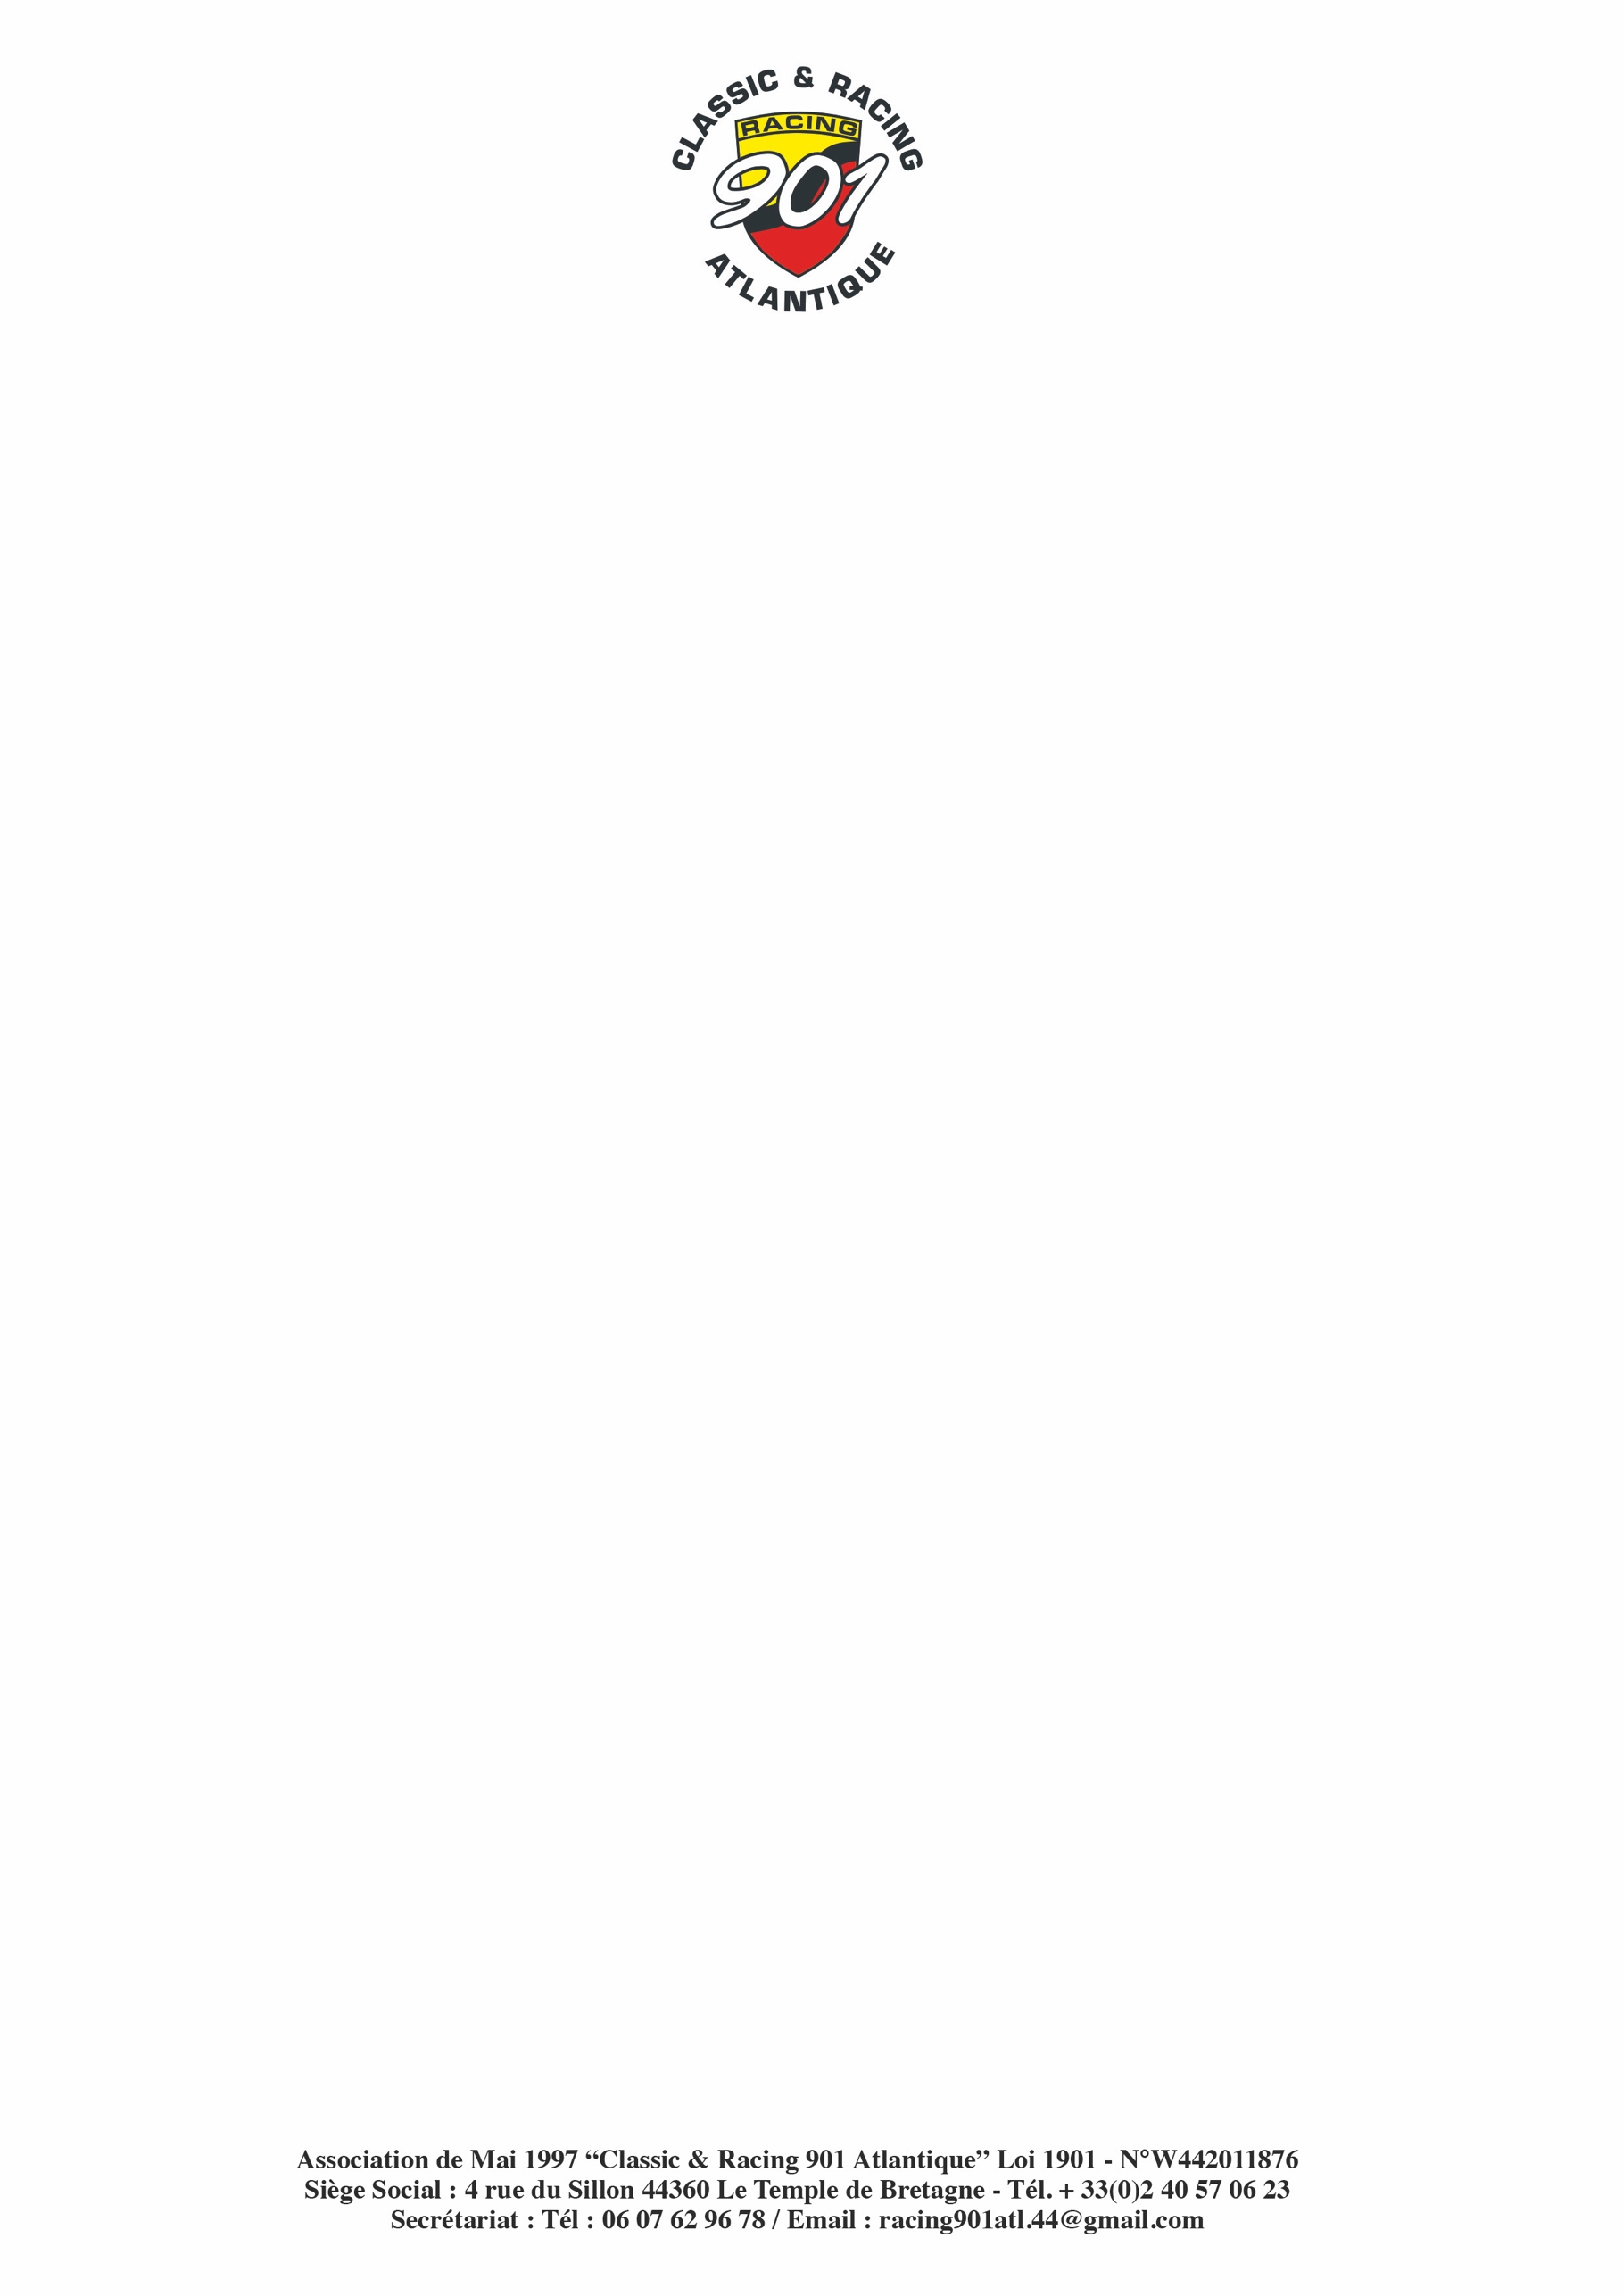 CLASSIC & RACING
RACING
901
ATLANTIQUE
Association de Mai 1997 “Classic & Racing 901 Atlantique” Loi 1901 - N°W442011876
Siège Social : 4 rue du Sillon 44360 Le Temple de Bretagne - Tél. + 33(0)2 40 57 06 23
Secrétariat : Tél : 06 07 62 96 78 / Email : racing901atl.44@gmail.com